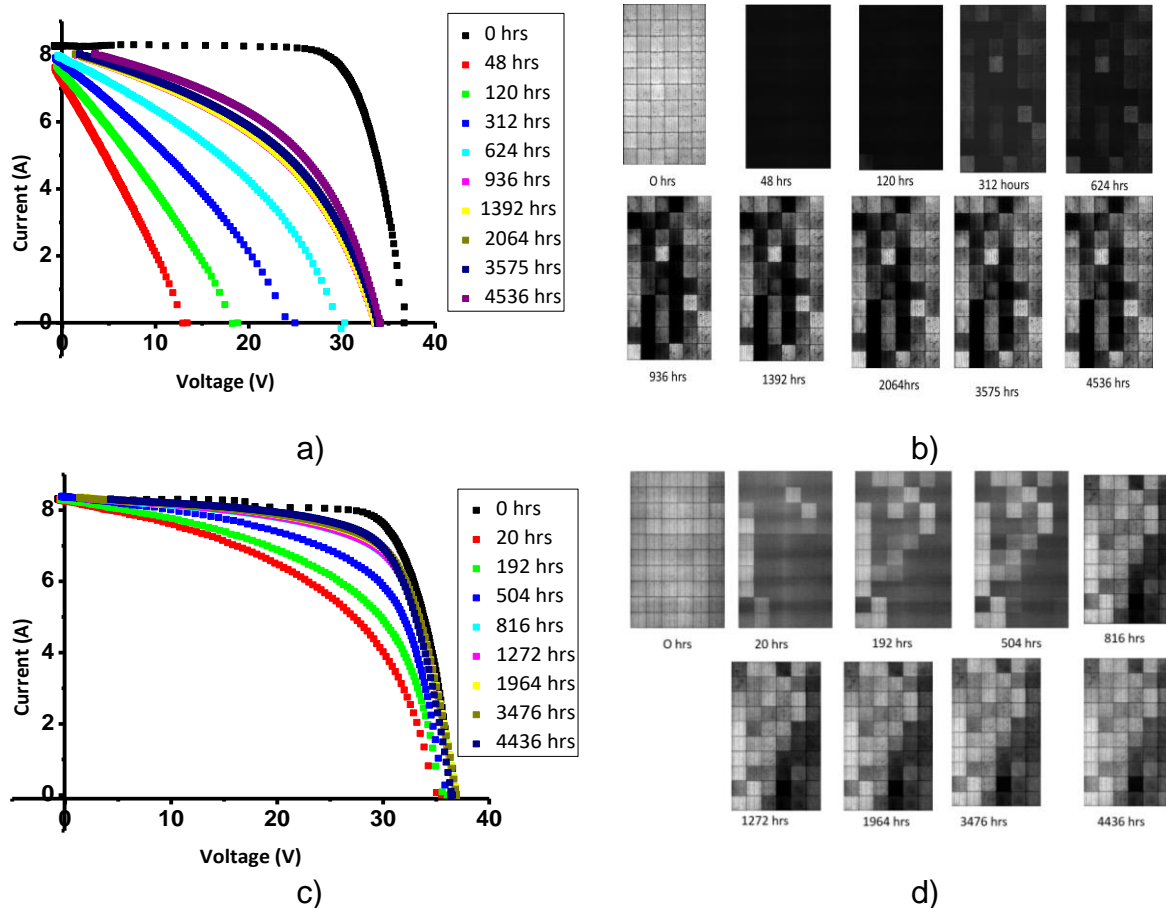 8
6
4
2
0
0
10
20
30
40
Current (A)
Voltage (V)
0 hrs
48 hrs
120 hrs
312 hrs
624 hrs
936 hrs
1392 hrs
2064 hrs
3575 hrs
4536 hrs
a)
0 hrs
48 hrs
120 hrs
312 hours
624 hrs
936 hrs
1392 hrs
2064hrs
3575 hrs
4536 hrs
b)
8
6
4
2
0
0
10
20
30
40
Current (A)
Voltage (V)
0 hrs
20 hrs
192 hrs
504 hrs
816 hrs
1272 hrs
1964 hrs
3476 hrs
4436 hrs
c)
0 hrs
20 hrs
192 hrs
504 hrs
816 hrs
1272 hrs
1964 hrs
3476 hrs
4436 hrs
d)